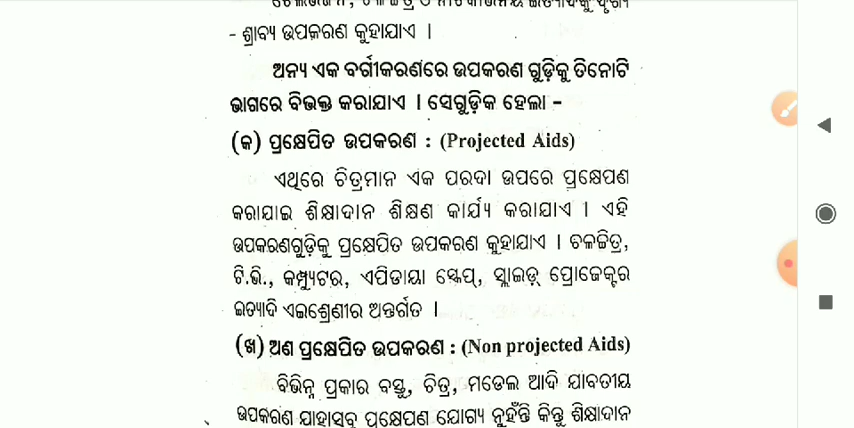 - ଶ୍ରାବ୍ୟ ଉପକରଣ କୁହାଯାଏ ।
ଅନ୍ୟ ଏକ ବର୍ଗୀକରଣରେ ଉପକରଣ ଗୁଡ଼ିକୁ ତିନୋଟି
ଭାଗରେ ବିଭକ୍ତ କରାଯାଏ । ସେଗୁଡ଼ିକ ହେଲା -
(କ) ପ୍ରକ୍ଷେପିତ ଉପକରଣ : (Projected Aids)
ଏଥିରେ ଚିତ୍ରମାନ ଏକ ପରଦା ଉପରେ ପ୍ରକ୍ଷେପଣ
କରାଯାଇ ଶିକ୍ଷାଦାନ ଶିକ୍ଷଣ କାର୍ଯ୍ୟ କରାଯାଏ । ଏହି
ଉପକରଣଗୁଡ଼ିକୁ ପ୍ରକ୍ଷେପିତ ଉପକରଣ କୁହାଯାଏ । ଚଳଚ୍ଚିତ୍ର,
ଟି.ଭି., କମ୍ପ୍ୟୁଟର, ଏପିଡାୟା ସ୍କେପ୍, ସ୍ଲାଇଡ୍ ପ୍ରୋଜେକ୍ଟର
ଇତ୍ୟାଦି ଏଇଶ୍ରେଣୀର ଅନ୍ତର୍ଗତ ।
(ଖ) ଅଣ ପ୍ରକ୍ଷେପିତ ଉପକରଣ : (Non projected Aids)
ବିଭିନ୍ନ ପ୍ରକାର ବସ୍ତୁ, ଚିତ୍ର, ମଡେଲ ଆଦି ଯାବତୀୟ
ଉପକରଣ ଯାହାସବୁ ପ୍ରକ୍ଷେପଣ ଯୋଗ୍ୟ ନୁହଁନ୍ତି କିନ୍ତୁ ଶିକ୍ଷାଦାନ